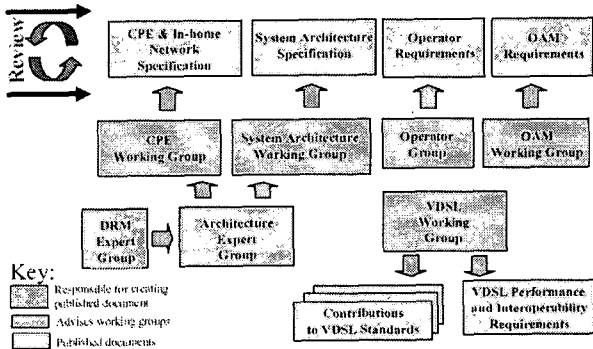 Review
CPE & In-home
Network
Specification
System Architecture
Specification
Operator
Requirements
OAM
Requirements
CPE
Working Group
System Architecture
Working Group
Operator
Group
OAM
Working Group
DRM
Expert
Group
Architecture
Expert
Group
VDSL
Working
Group
Key:
Responsible for creating
published document
Advises working groups
Published documents
Contributions
to VDSL Standards
VDSL Performance
and Interoperability
Requirements